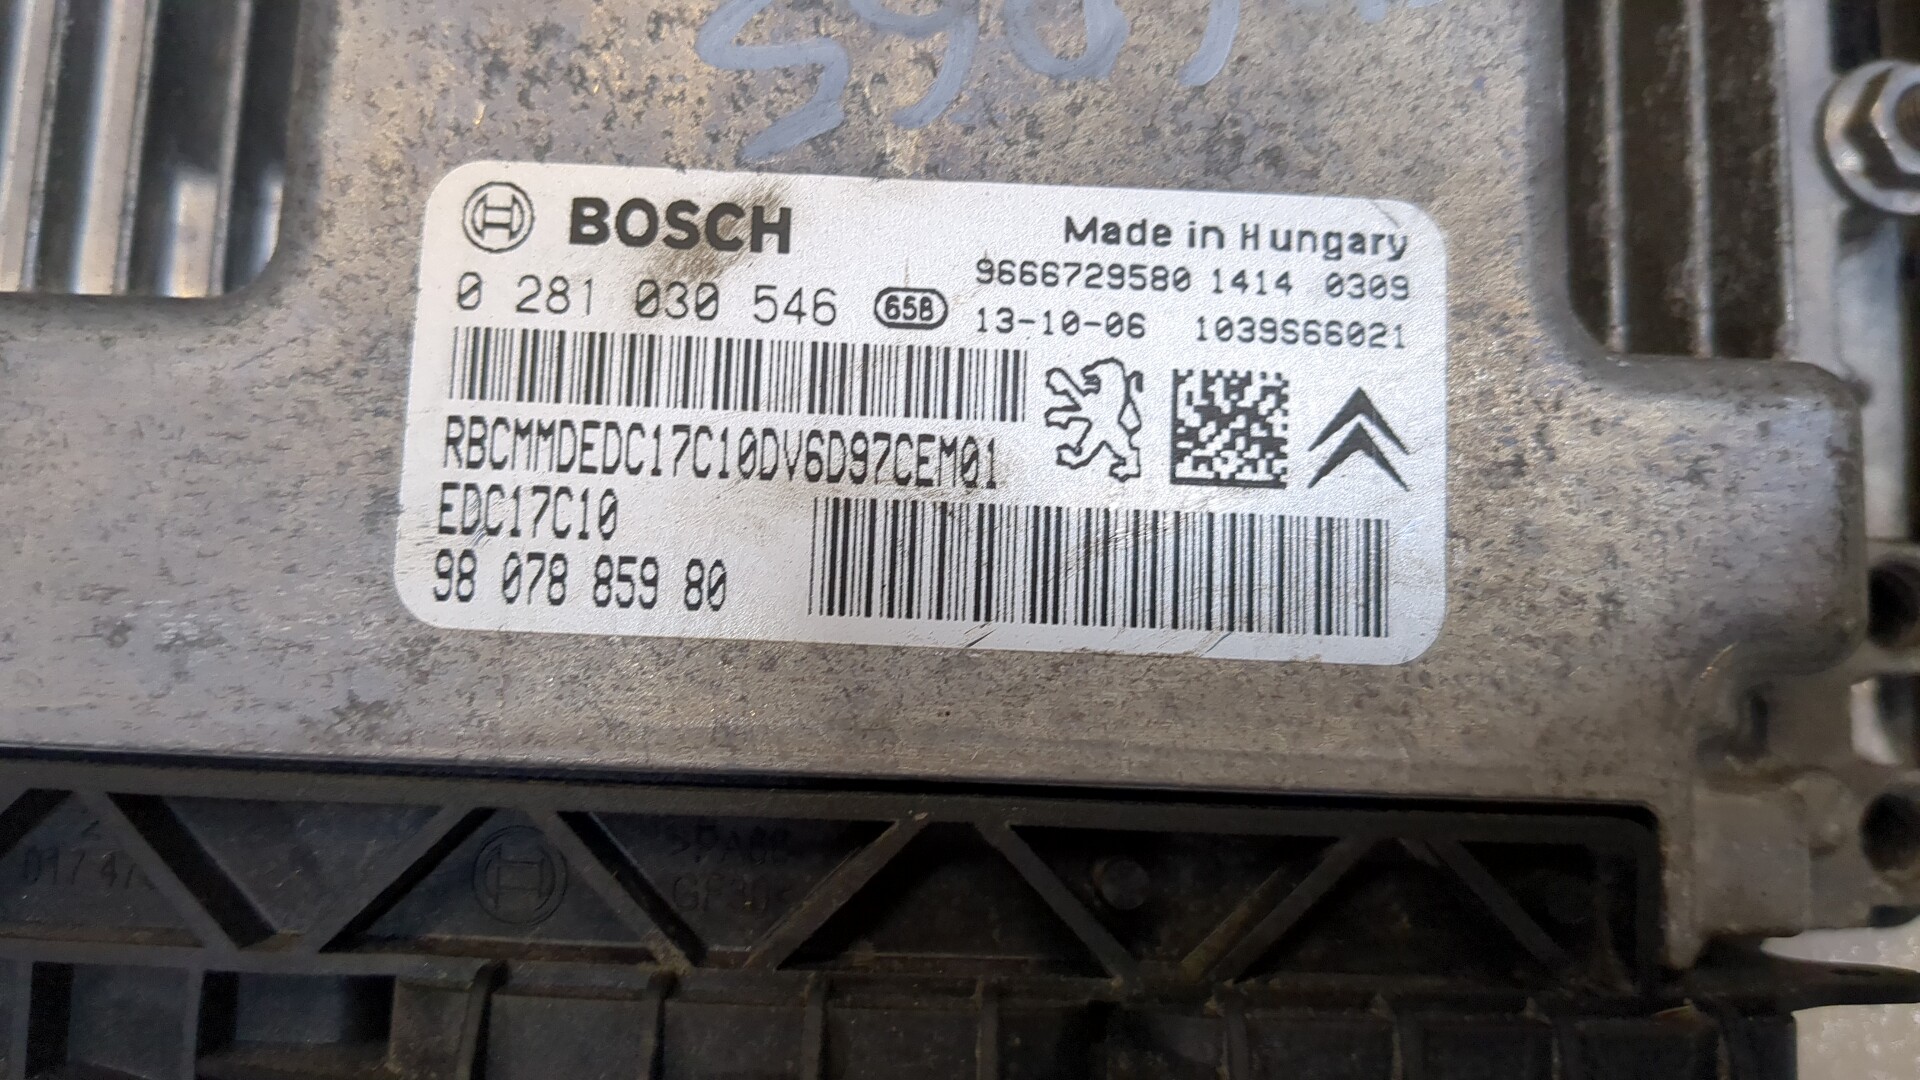 BOSCH
Made in Hungary
0 281 030 546 65B
9666729580 1414 0309
13-10-06 1039S66021
RBCMMDEDC17C10DV6D97CEM01
EDC17C10
98 078 859 80